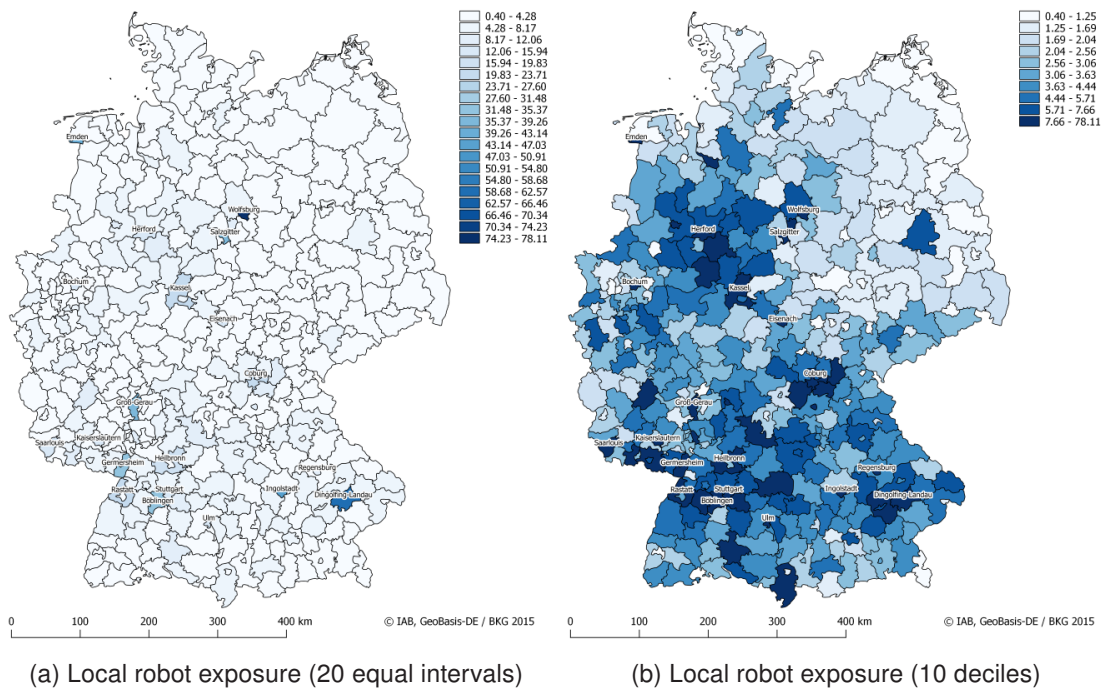 0.40 - 4.28
4.28 - 8.17
8.17 - 12.06
12.06 - 15.94
15.94 - 19.83
19.83 - 23.71
23.71 - 27.60
27.60 - 31.48
31.48 - 35.37
35.37 - 39.26
39.26 - 43.14
43.14 - 47.03
47.03 - 50.91
50.91 - 54.80
54.80 - 58.68
58.68 - 62.57
62.57 - 66.46
66.46 - 70.34
70.34 - 74.23
74.23 - 78.11
Emden
Wolfsburg
Herford
Salzgitter
Bochum
Kassel
Eisenach
Coburg
Groß-Gerau
Saarlouis
Kaiserslautern
Germersheim
Heilbronn
Regensburg
Rastatt
Stuttgart
Böblingen
Ingolstadt
Dingolfing-Landau
Ulm
© IAB, GeoBasis-DE / BKG 2015
0 100 200 400 km
(a) Local robot exposure (20 equal intervals)
0.40 - 1.25
1.25 - 1.69
1.69 - 2.04
2.04 - 2.56
2.56 - 3.06
3.06 - 3.63
3.63 - 4.44
4.44 - 5.71
5.71 - 7.66
7.66 - 78.11
Emden
Wolfsburg
Herford
Salzgitter
Bochum
Kassel
Eisenach
Coburg
Groß-Gerau
Saarlouis
Kaiserslautern
Germersheim
Heilbronn
Regensburg
Rastatt
Stuttgart
Böblingen
Ingolstadt
Dingolfing-Landau
Ulm
© IAB, GeoBasis-DE / BKG 2015
0 100 200 400 km
(b) Local robot exposure (10 deciles)